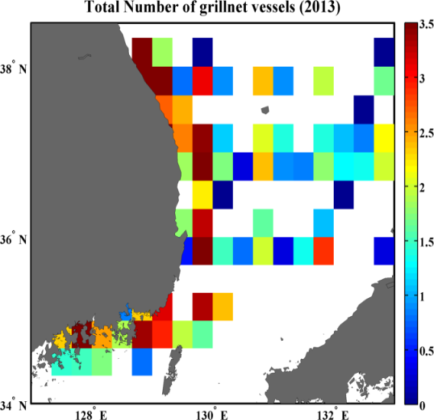 Total Number of grillnet vessels (2013)
3.5
38° N
3
2.5
2
1.5
36° N
1
0.5
34° N
128° E
130° E
132° E
0